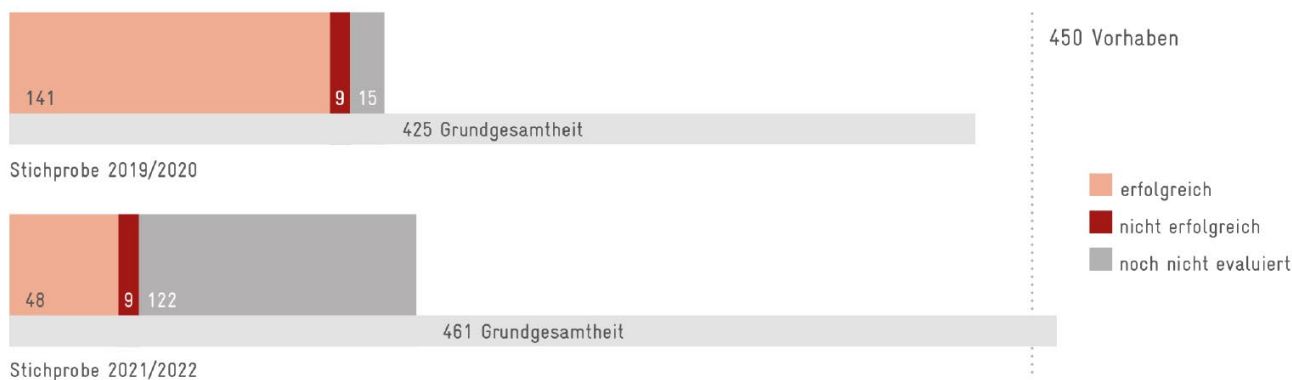 450 Vorhaben
141 9 15
425 Grundgesamtheit
Stichprobe 2019/2020
erfolgreich
nicht erfolgreich
noch nicht evaluiert
48 9 122
461 Grundgesamtheit
Stichprobe 2021/2022